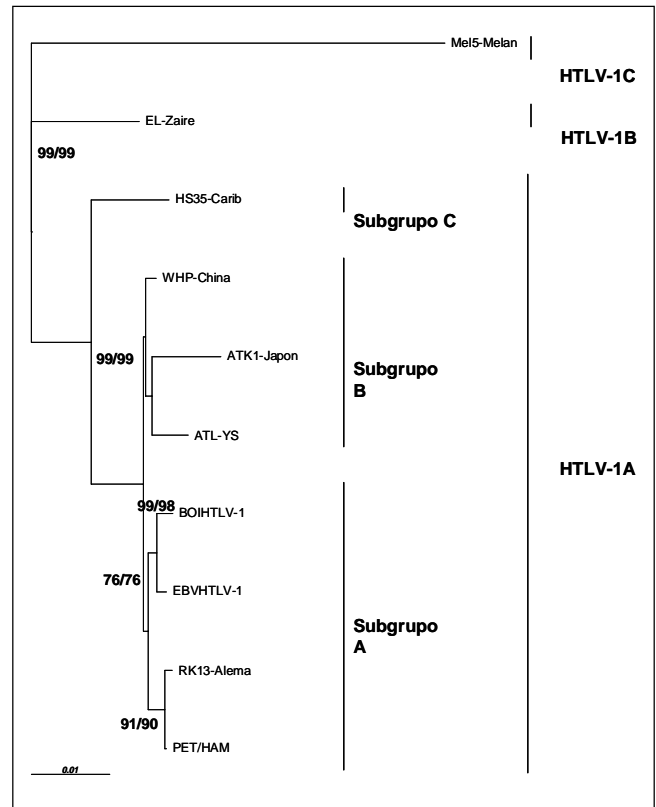 Mel5-Melan
HTLV-1C
EL-Zaire
HTLV-1B
99/99
HS35-Carib
Subgrupo C
WHP-China
99/99
ATK1-Japon
Subgrupo
B
ATL-YS
HTLV-1A
99/98
BOIHTLV-1
76/76
EBVHTLV-1
Subgrupo
A
RK13-Alema
91/90
PET/HAM
0.01